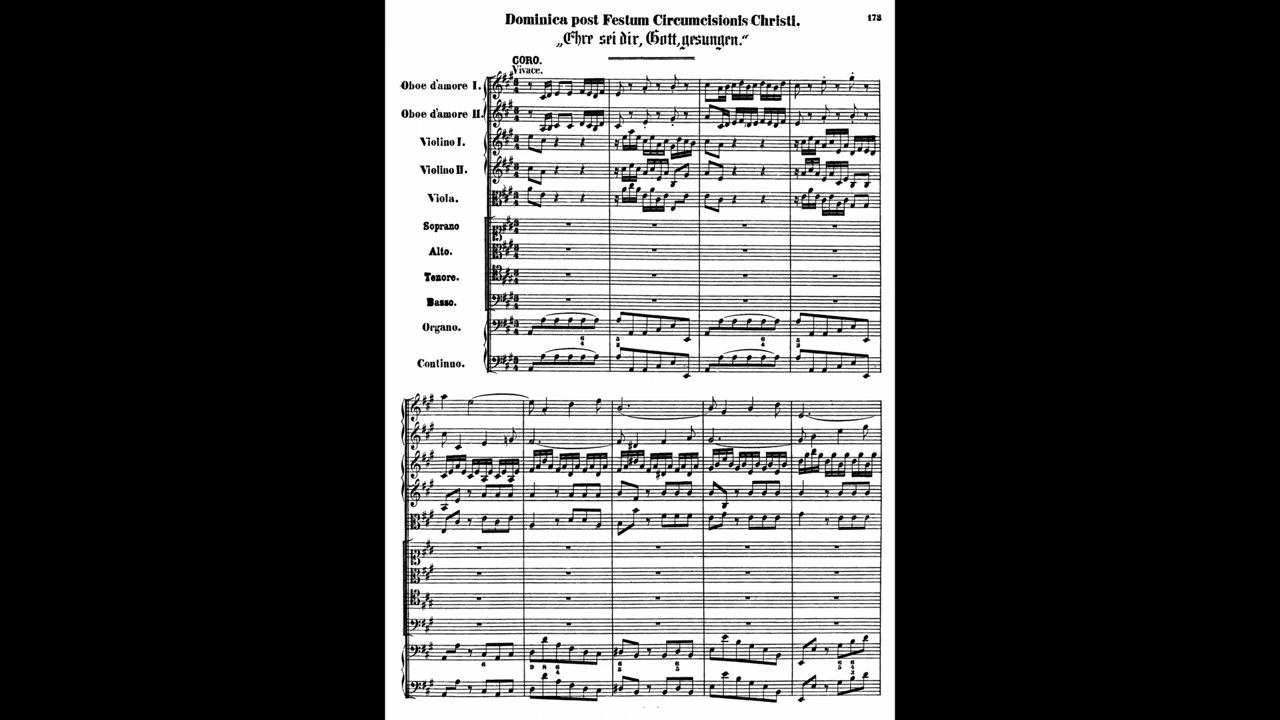 Dominica post Festum Circumcisionis Christi. 173
„Ehre sei dir, Gott, gesungen.“
CORO.
Vivace.
Oboe d'amore I.
Oboe d'amore II.
Violino I.
Violino II.
Viola.
Soprano
Alto.
Tenore.
Basso.
Organo.
Continuo.